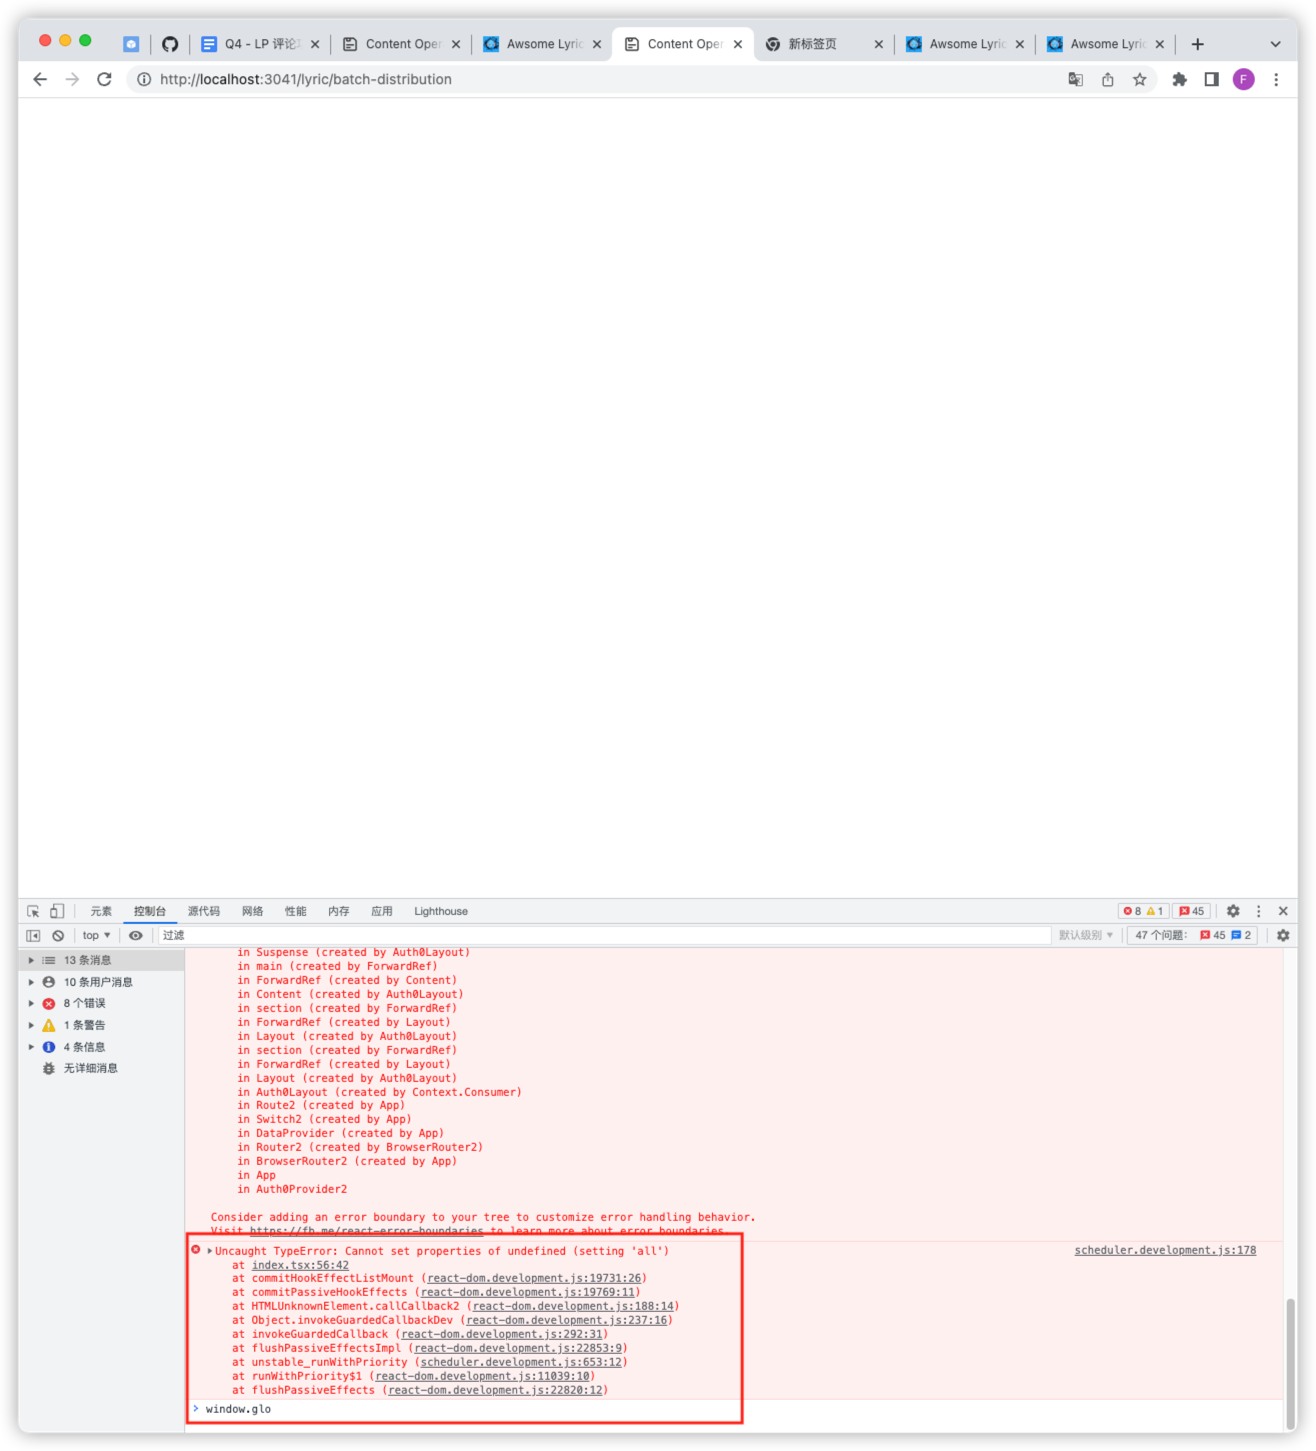 Q4 - LP 评论
Content Oper
Awsome Lyric
Content Oper
新标签页
Awsome Lyric
Awsome Lyric
http://localhost:3041/lyric/batch-distribution
F
元素 控制台 源代码 网络 性能 内存 应用 Lighthouse 8 1 45
top 过滤 默认级别 47 个问题: 45 2
13 条消息
10 条用户消息
8 个错误
1 条警告
4 条信息
无详细消息
in Suspense (created by Auth0Layout)
in main (created by ForwardRef)
in ForwardRef (created by Content)
in Content (created by Auth0Layout)
in section (created by ForwardRef)
in ForwardRef (created by Layout)
in Layout (created by Auth0Layout)
in section (created by ForwardRef)
in ForwardRef (created by Layout)
in Layout (created by Auth0Layout)
in Auth0Layout (created by Context.Consumer)
in Route2 (created by App)
in Switch2 (created by App)
in DataProvider (created by App)
in Router2 (created by BrowserRouter2)
in BrowserRouter2 (created by App)
in App
in Auth0Provider2
Consider adding an error boundary to your tree to customize error handling behavior.
Visit https://fb.me/react-error-boundaries to learn more about error boundaries.
Uncaught TypeError: Cannot set properties of undefined (setting 'all') scheduler.development.js:178
at index.tsx:56:42
at commitHookEffectListMount (react-dom.development.js:19731:26)
at commitPassiveHookEffects (react-dom.development.js:19769:11)
at HTMLUnknownElement.callCallback2 (react-dom.development.js:188:14)
at Object.invokeGuardedCallbackDev (react-dom.development.js:237:16)
at invokeGuardedCallback (react-dom.development.js:292:31)
at flushPassiveEffectsImpl (react-dom.development.js:22853:9)
at unstable_runWithPriority (scheduler.development.js:653:12)
at runWithPriority$1 (react-dom.development.js:11039:10)
at flushPassiveEffects (react-dom.development.js:22820:12)
> window.glo